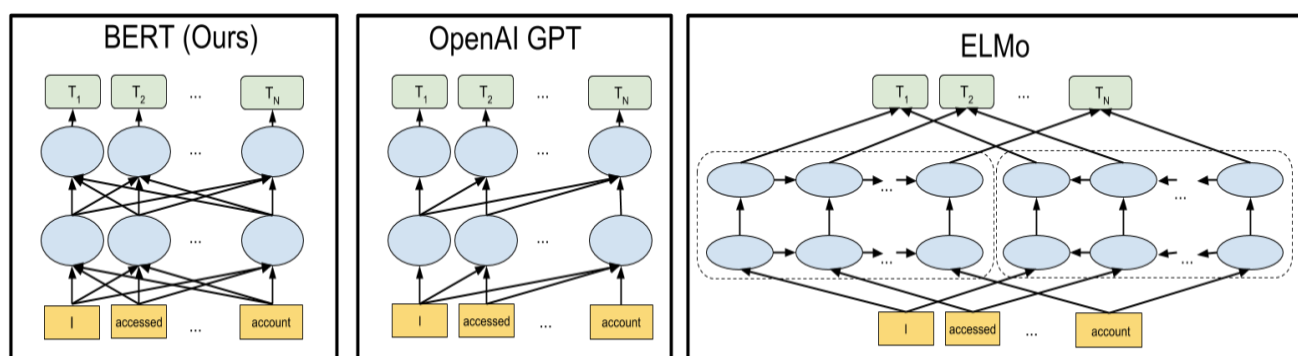 BERT (Ours)
T1 T2 ... TN
...
...
I accessed ... account
OpenAI GPT
T1 T2 ... TN
...
...
I accessed ... account
ELMo
T1 T2 ... TN
... ...
... ...
I accessed ... account